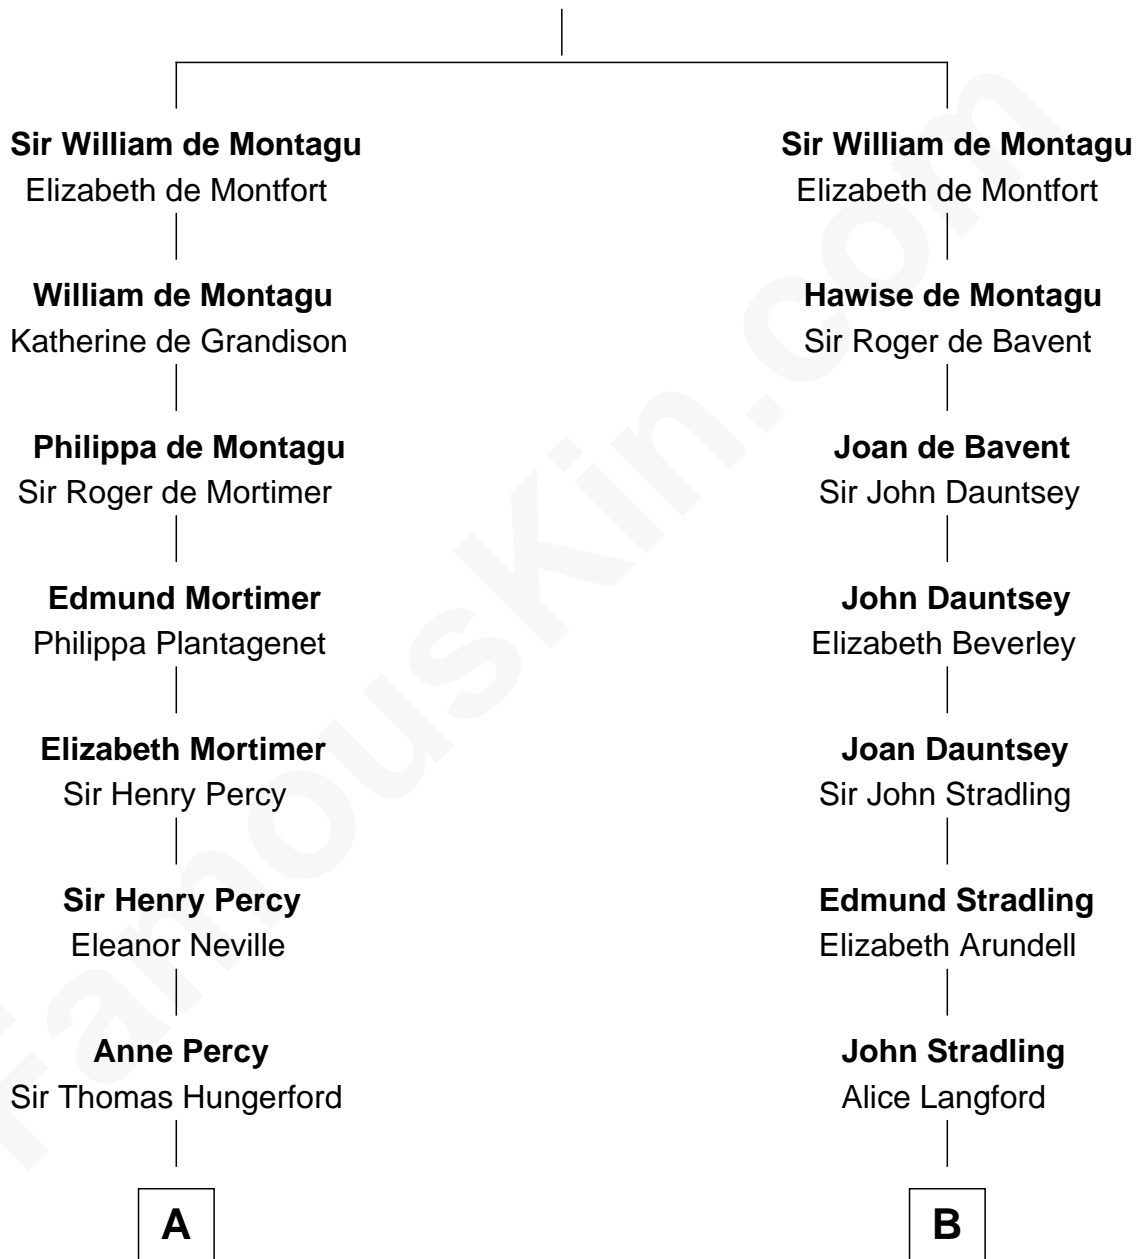 Sir William de Montagu
Elizabeth de Montfort
William de Montagu
Katherine de Grandison
Philippa de Montagu
Sir Roger de Mortimer
Edmund Mortimer
Philippa Plantagenet
Elizabeth Mortimer
Sir Henry Percy
Sir Henry Percy
Eleanor Neville
Anne Percy
Sir Thomas Hungerford
A
Sir William de Montagu
Elizabeth de Montfort
Hawise de Montagu
Sir Roger de Bavent
Joan de Bavent
Sir John Dauntsey
John Dauntsey
Elizabeth Beverley
Joan Dauntsey
Sir John Stradling
Edmund Stradling
Elizabeth Arundell
John Stradling
Alice Langford
B
FamousKin.com